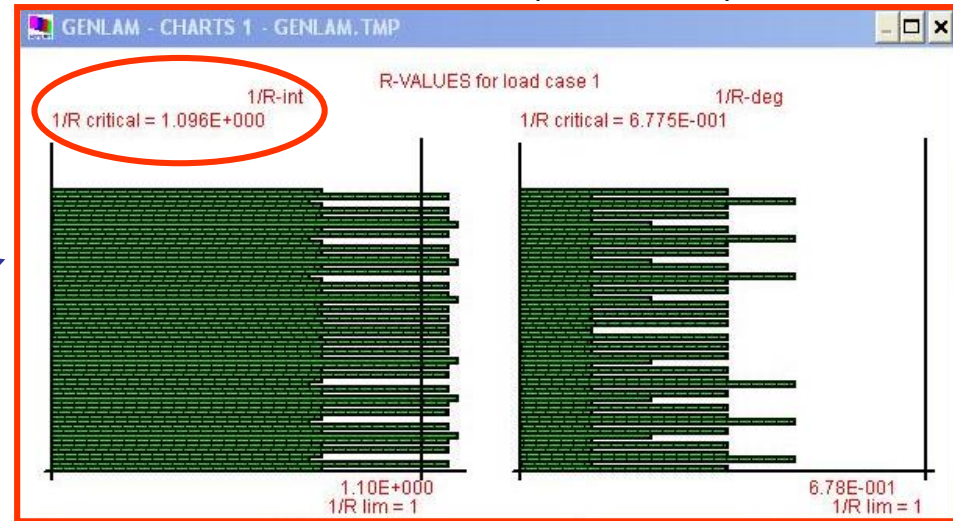 GENLAM - CHARTS 1 - GENLAM.TMP
R-VALUES for load case 1
1/R-int
1/R critical = 1.096E+000
1/R-deg
1/R critical = 6.775E-001
1.10E+000
1/R lim = 1
6.78E-001
1/R lim = 1